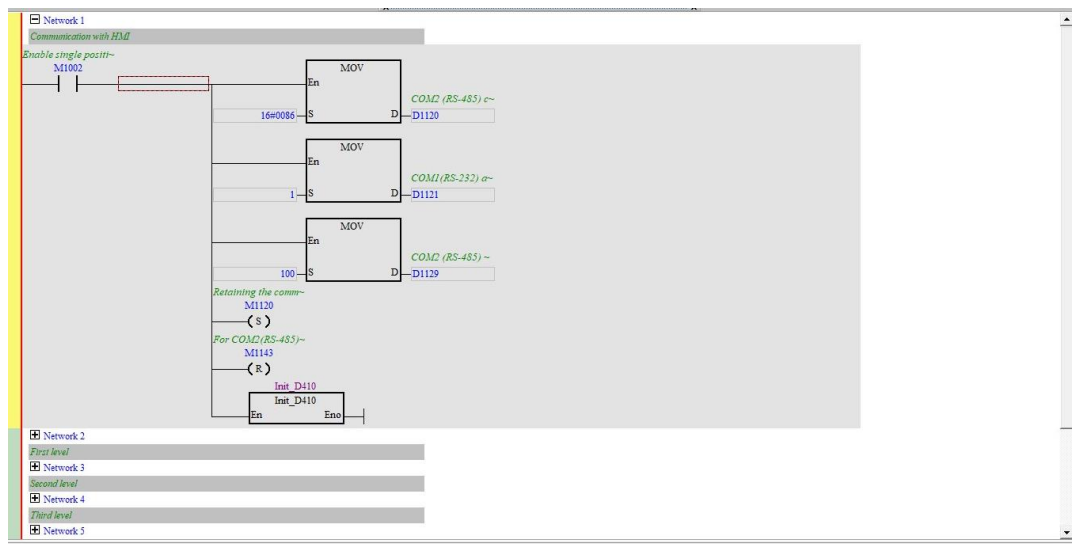 Network 1
Communication with HMI
Enable single positi~
M1002
MOV
En
COM2 (RS-485) c~
16#0086 S D D1120
MOV
En
COM1(RS-232) a~
1 S D D1121
MOV
En
COM2 (RS-485) ~
100 S D D1129
Retaining the comm~
M1120
( S )
For COM2(RS-485)~
M1143
( R )
Init_D410
Init_D410
En Eno
Network 2
First level
Network 3
Second level
Network 4
Third level
Network 5